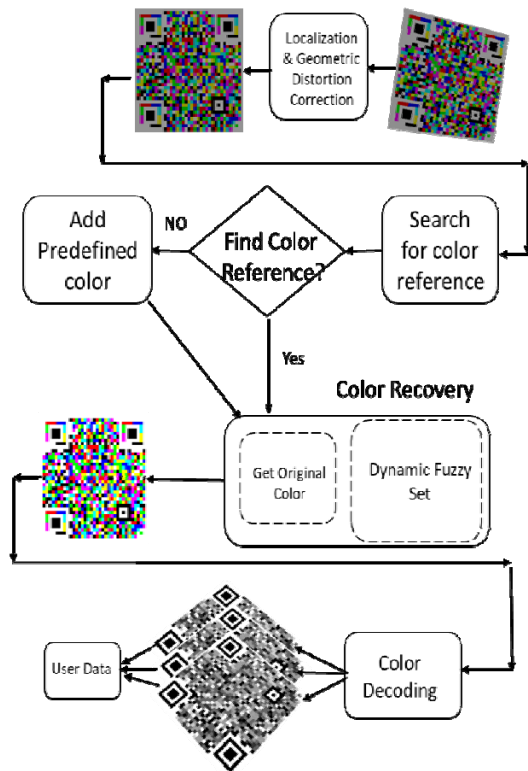 Localization
& Geometric
Distortion
Correction
Search
for color
reference
Find Color
Reference?
NO
Add
Predefined
color
Yes
Color Recovery
Get Original
Color
Dynamic Fuzzy
Set
Color
Decoding
User Data